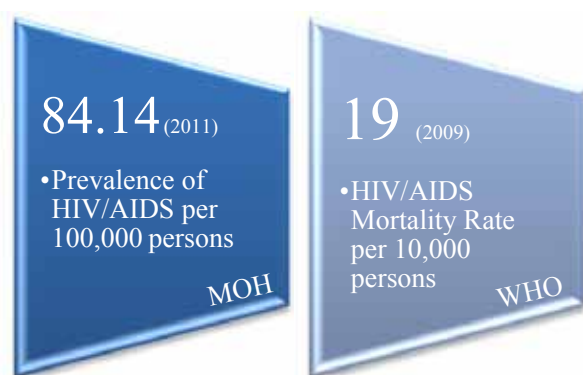 84.14 (2011)
•Prevalence of
HIV/AIDS per
100,000 persons
MOH
19 (2009)
•HIV/AIDS
Mortality Rate
per 10,000
persons
WHO